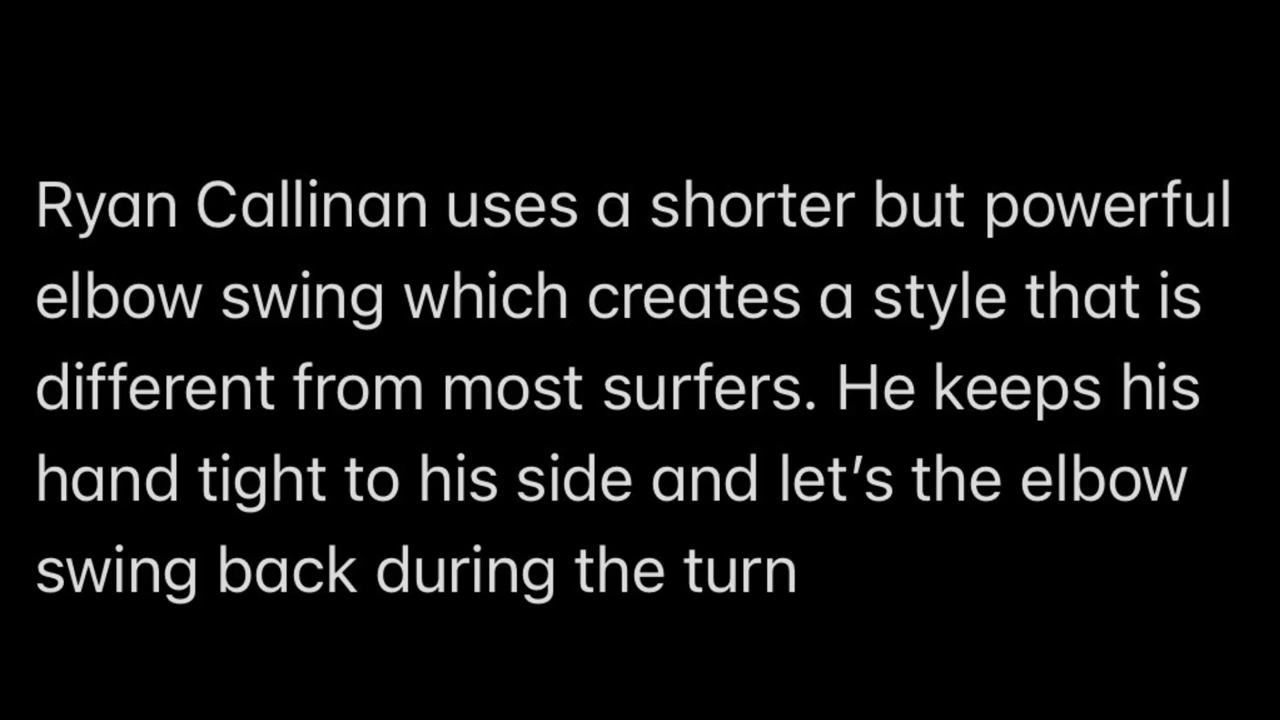 Ryan Callinan uses a shorter but powerful
elbow swing which creates a style that is
different from most surfers. He keeps his
hand tight to his side and let’s the elbow
swing back during the turn